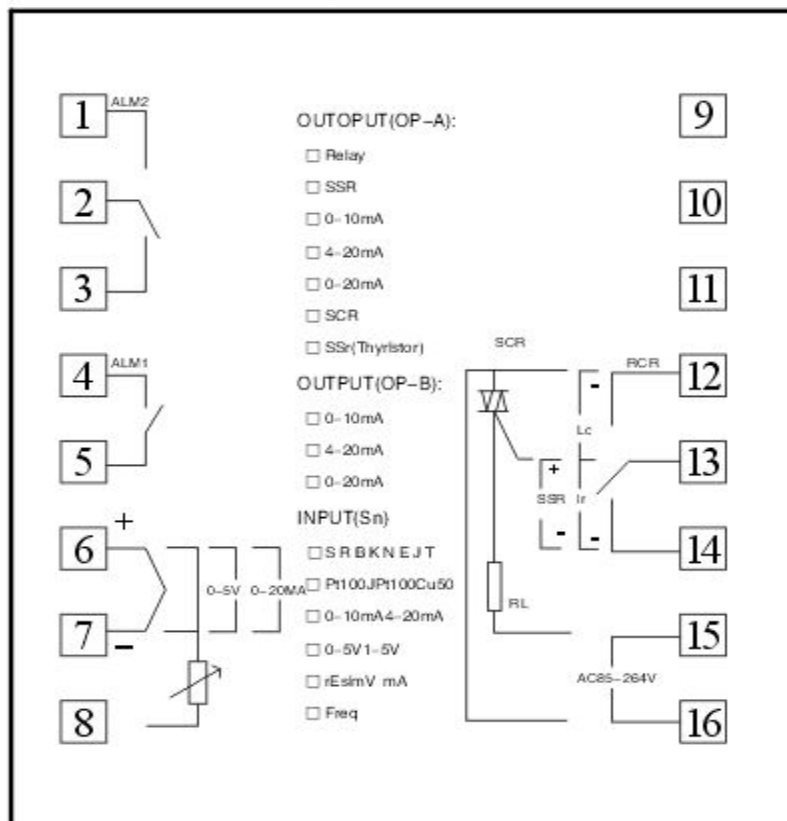 1
ALM2
2
3
4
ALM1
5
6
+
7
-
8
0-5V
0-20MA
OUTOPUT(OP-A):
Relay
SSR
0-10mA
4-20mA
0-20mA
SCR
SSr(Thyristor)
OUTPUT(OP-B):
0-10mA
4-20mA
0-20mA
INPUT(Sn)
S R B K N E J T
Pt100JPt100Cu50
0-10mA4-20mA
0-5V1-5V
rEsImV mA
Freq
SCR
RCR
-
Lc
+
SSR
Ir
-
-
RL
AC85-264V
9
10
11
12
13
14
15
16